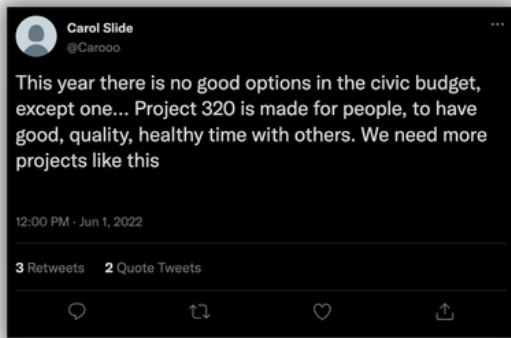 Carol Slide
@Carooo
This year there is no good options in the civic budget,
except one... Project 320 is made for people, to have
good, quality, healthy time with others. We need more
projects like this
12:00 PM · Jun 1, 2022
3 Retweets 2 Quote Tweets